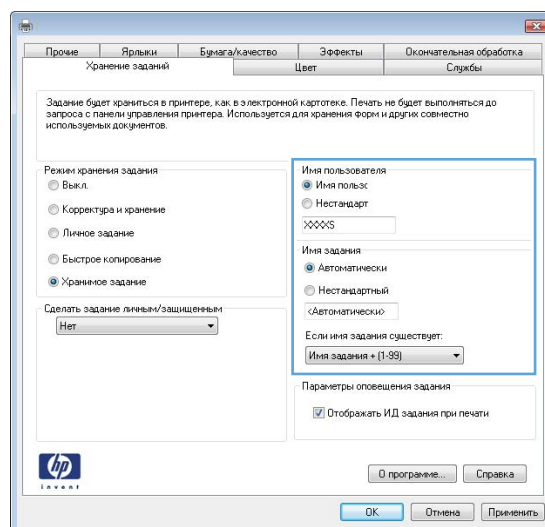 Прочие Ярлыки Бумага/качество Эффекты Окончательная обработка
Хранение заданий Цвет Службы
Задание будет храниться в принтере, как в электронной картотеке. Печать не будет выполняться до
запроса с панели управления принтера. Используется для хранения форм и других совместно
используемых документов.
Режим хранения задания
Выкл.
Корректура и хранение
Личное задание
Быстрое копирование
Хранимое задание
Сделать задание личным/защищенным
Нет
Имя пользователя
Имя пользс
Нестандарт
XXXXS
Имя задания
Автоматически
Нестандартный
<Автоматически>
Если имя задания существует:
Имя задания + (1-99)
Параметры оповещения задания
Отображать ИД задания при печати
hp
invent
О программе... Справка
OK Отмена Применить